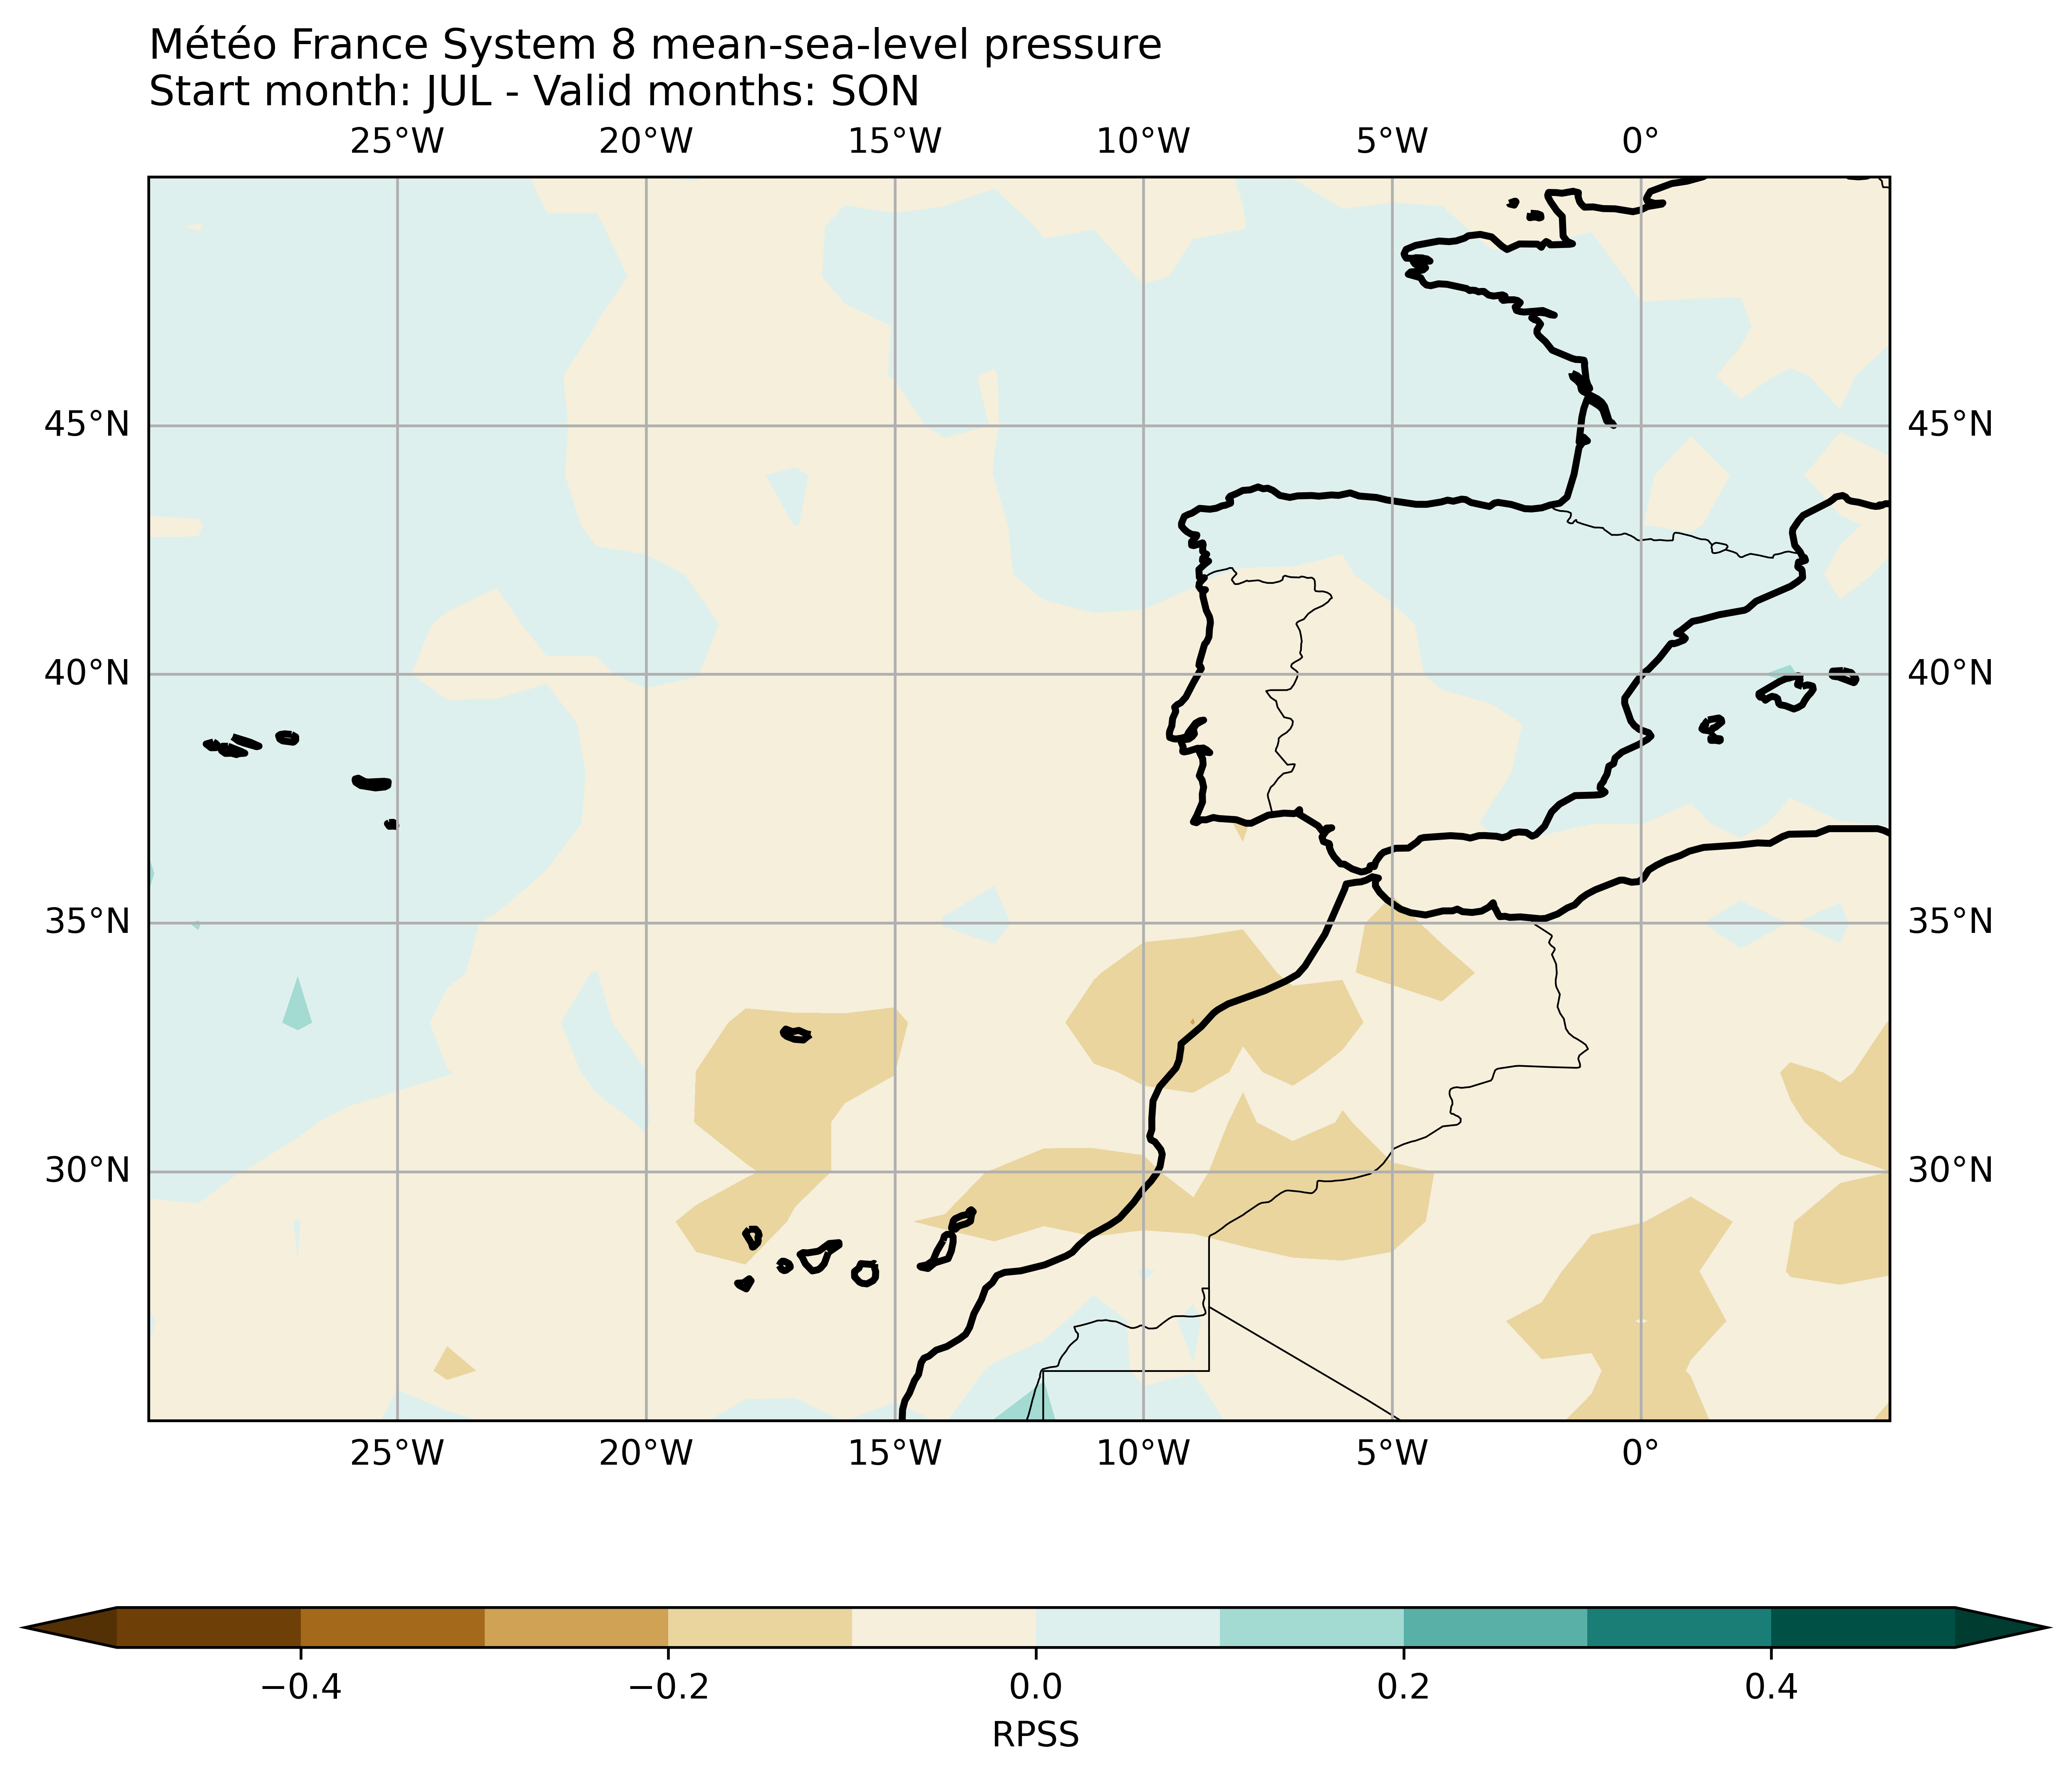 Météo France System 8 mean-sea-level pressure
Start month: JUL - Valid months: SON
25°W 20°W 15°W 10°W 5°W 0°
45°N 45°N
40°N 40°N
35°N 35°N
30°N 30°N
25°W 20°W 15°W 10°W 5°W 0°
−0.4 −0.2 0.0 0.2 0.4
RPSS